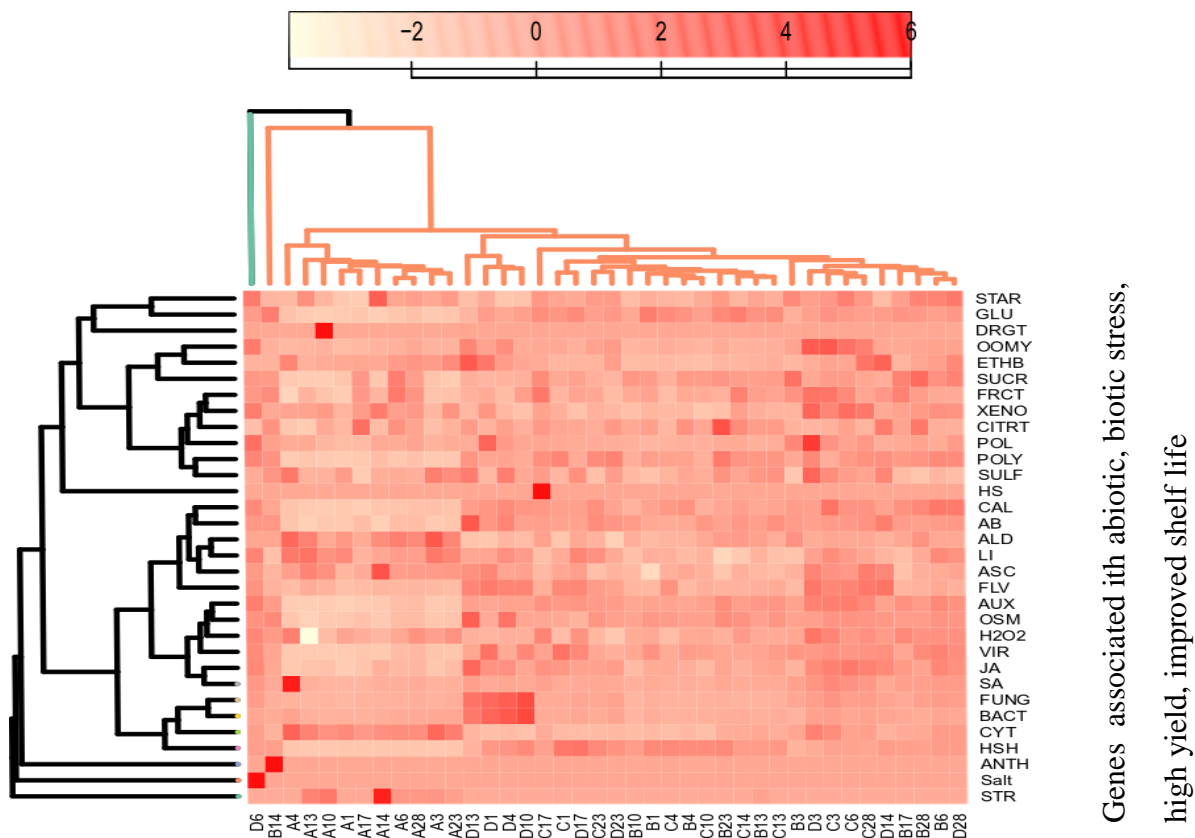 −2 0 2 4 6
STAR
GLU
DRGT
OOMY
ETHB
SUCR
FRCT
XENO
CITRT
POL
POLY
SULF
HS
CAL
AB
ALD
LI
ASC
FLV
AUX
OSM
H2O2
VIR
JA
SA
FUNG
BACT
CYT
HSH
ANTH
Salt
STR
D6 B14 A4 A13 A10 A1 A17 A14 A6 A28 A3 A23 D13 D1 D4 D10 C17 C1 D17 C23 D23 B10 B1 C4 B4 C10 B23 C14 B13 C13 B3 D3 C3 C6 C28 D14 B17 B28 B6 D28
Genes associated ith abiotic, biotic stress,
high yield, improved shelf life